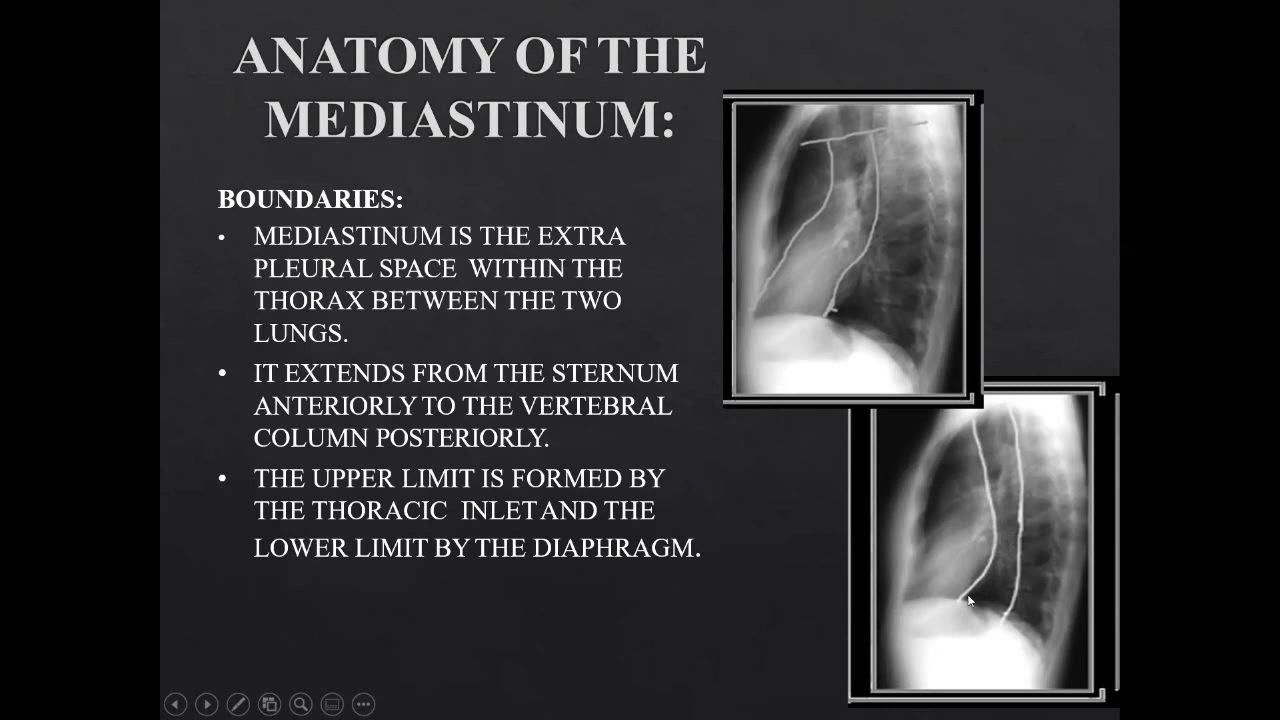 ANATOMY OF THE
MEDIASTINUM:
BOUNDARIES:
• MEDIASTINUM IS THE EXTRA
PLEURAL SPACE WITHIN THE
THORAX BETWEEN THE TWO
LUNGS.
• IT EXTENDS FROM THE STERNUM
ANTERIORLY TO THE VERTEBRAL
COLUMN POSTERIORLY.
• THE UPPER LIMIT IS FORMED BY
THE THORACIC INLET AND THE
LOWER LIMIT BY THE DIAPHRAGM.